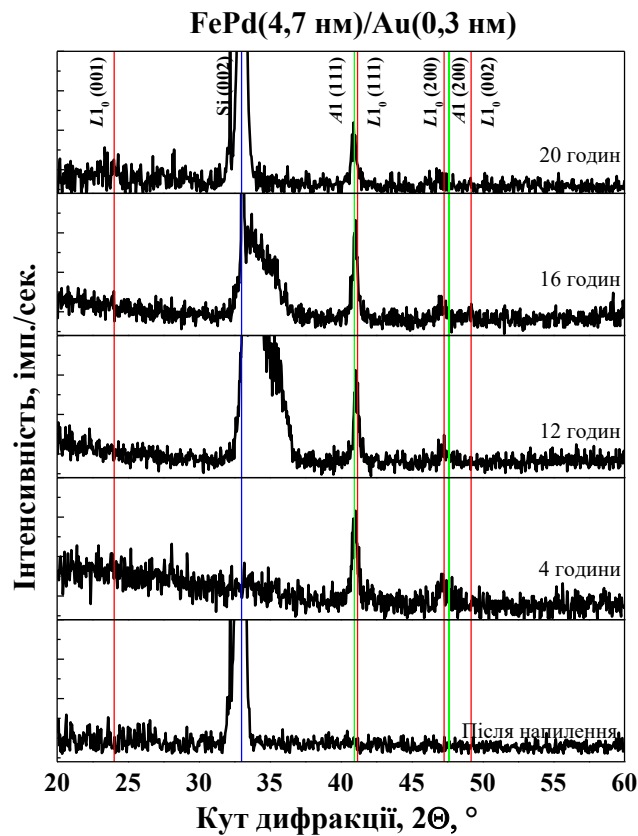 FePd(4,7 нм)/Au(0,3 нм)
L1₀ (001)
Si (002)
A1 (111)
L1₀ (111)
L1₀ (200)
A1 (200)
L1₀ (002)
20 годин
16 годин
12 годин
4 години
Після напилення
Інтенсивність, імп./сек.
20 25 30 35 40 45 50 55 60
Кут дифракції, 2Θ, °